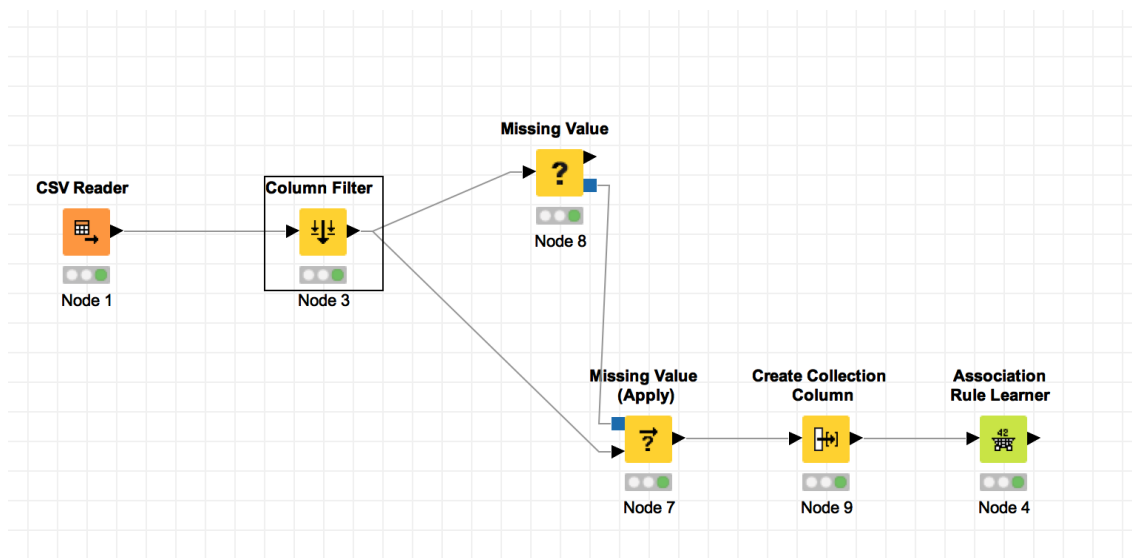 Missing Value
?
Node 8
CSV Reader
Node 1
Column Filter
Node 3
Missing Value
(Apply)
?
Node 7
Create Collection
Column
Node 9
Association
Rule Learner
42
Node 4